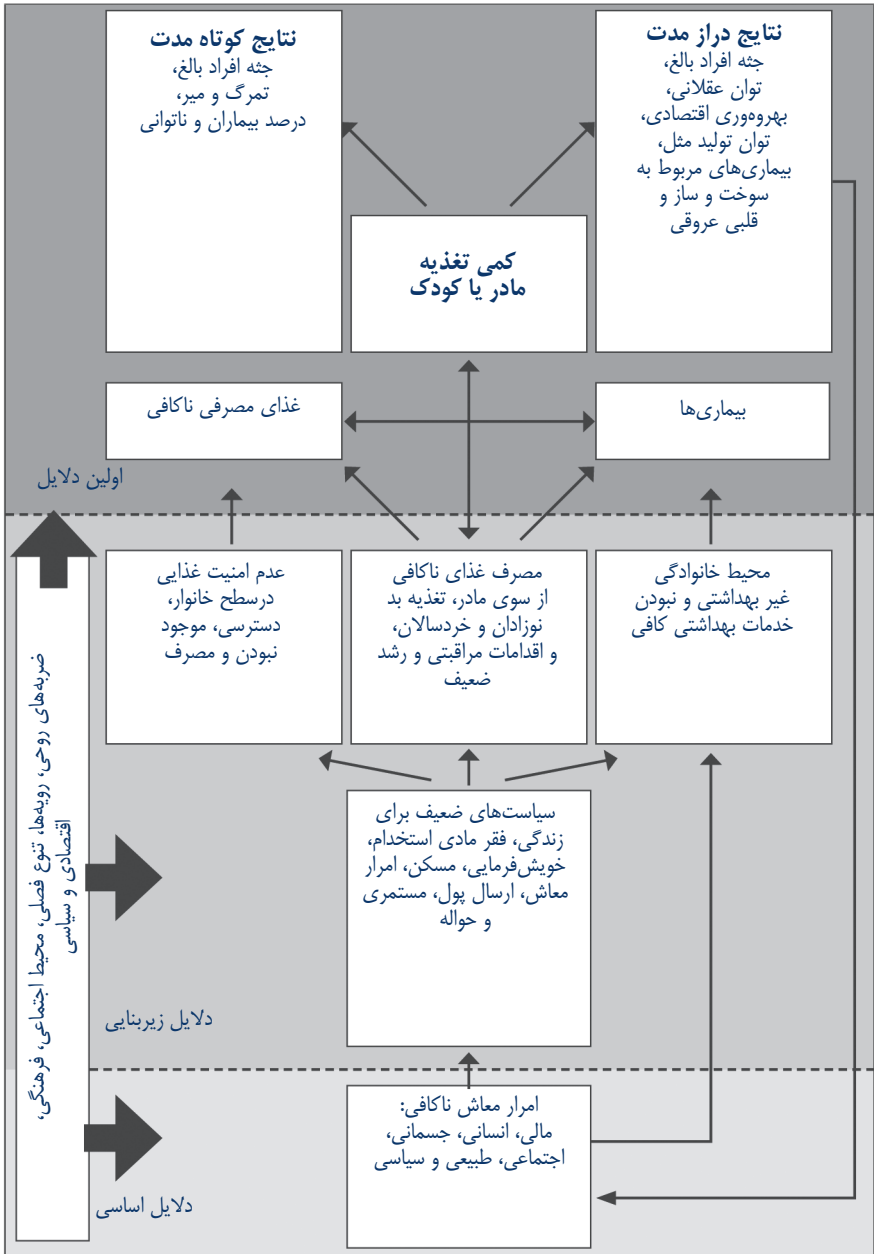 نتایج دراز مدت
جثه افراد بالغ،
توان عقلانی،
بهروه‌وری اقتصادی،
توان تولید مثل،
بیماری‌های مربوط به
سوخت و ساز و
قلبی عروقی
نتایج کوتاه مدت
جثه افراد بالغ،
تمرگ و میر،
درصد بیماران و ناتوانی
کمی تغذیه
مادر یا کودک
بیماری‌ها
غذای مصرفی ناکافی
اولین دلایل
محیط خانوادگی
غیر بهداشتی و نبودن
خدمات بهداشتی کافی
مصرف غذای ناکافی
از سوی مادر، تغذیه بد
نوزادان و خردسالان،
و اقدامات مراقبتی و رشد
ضعیف
عدم امنیت غذایی
درسطح خانوار،
دسترسی، موجود
نبودن و مصرف
سیاست‌های ضعیف برای
زندگی، فقر مادی استخدام،
خویش‌فرمایی، مسکن، امرار
معاش، ارسال پول، مستمری
و حواله
دلایل زیربنایی
امرار معاش ناکافی:
مالی، انسانی، جسمانی،
اجتماعی، طبیعی و سیاسی
دلایل اساسی
ضربه‌های روحی، رویه‌ها، تنوع فصلی، محیط اجتماعی، فرهنگی،
اقتصادی و سیاسی